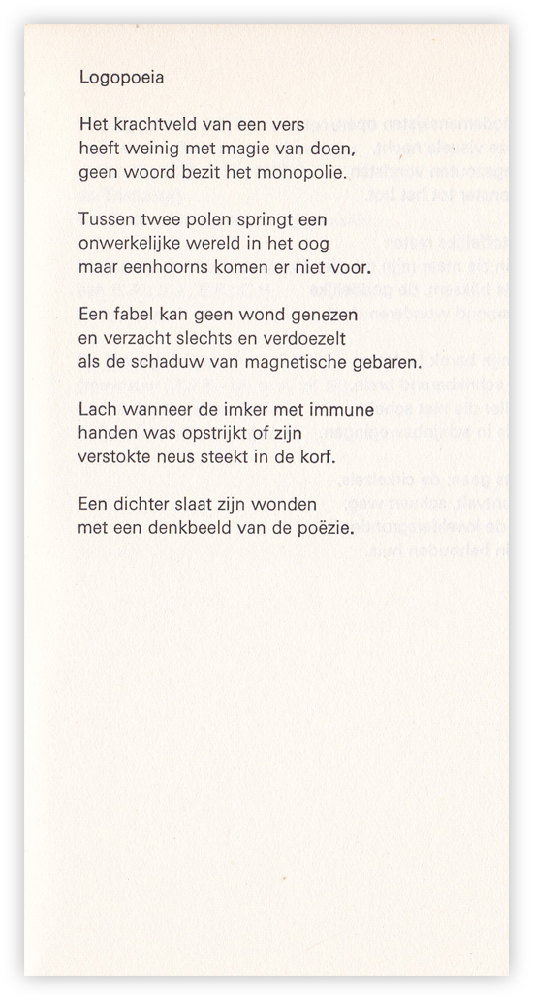 Logopoeia
Het krachtveld van een vers
heeft weinig met magie van doen,
geen woord bezit het monopolie.
Tussen twee polen springt een
onwerkelijke wereld in het oog
maar eenhoorns komen er niet voor.
Een fabel kan geen wond genezen
en verzacht slechts en verdoezelt
als de schaduw van magnetische gebaren.
Lach wanneer de imker met immune
handen was opstrijkt of zijn
verstokte neus steekt in de korf.
Een dichter slaat zijn wonden
met een denkbeeld van de poëzie.